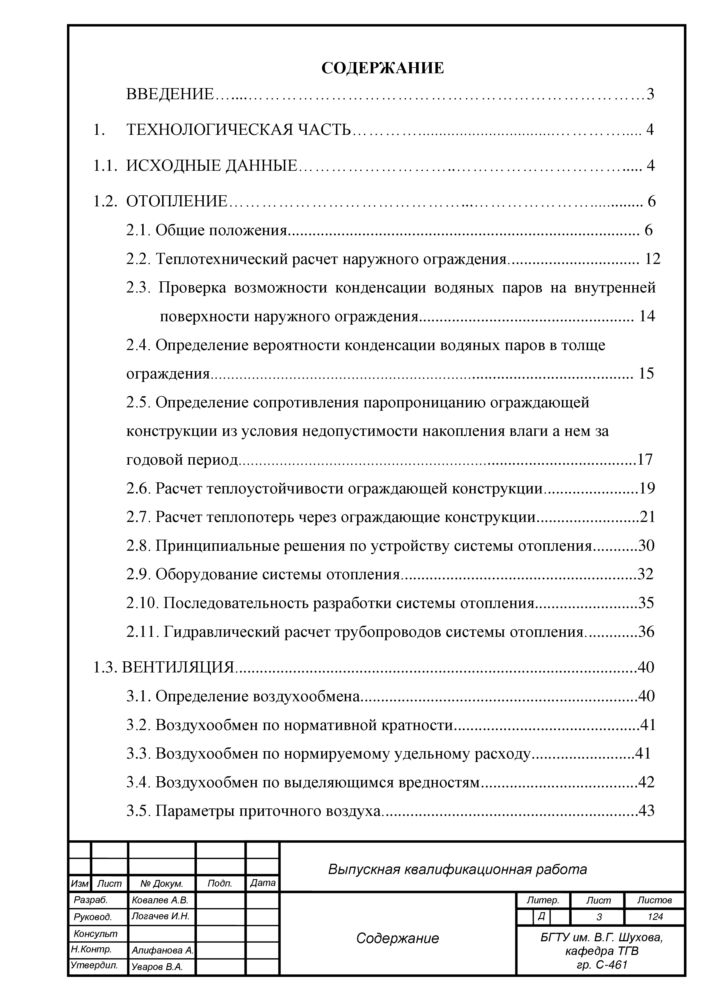 СОДЕРЖАНИЕ
ВВЕДЕНИЕ…....……………………………………………………………3
1. ТЕХНОЛОГИЧЕСКАЯ ЧАСТЬ…………...................................………….... 4
1.1. ИСХОДНЫЕ ДАННЫЕ………………………..…………………………..... 4
1.2. ОТОПЛЕНИЕ……………………………………...…………………............ 6
2.1. Общие положения..................................................................................... 6
2.2. Теплотехнический расчет наружного ограждения................................ 12
2.3. Проверка возможности конденсации водяных паров на внутренней
поверхности наружного ограждения.................................................... 14
2.4. Определение вероятности конденсации водяных паров в толще
ограждения....................................................................................................... 15
2.5. Определение сопротивления паропроницанию ограждающей
конструкции из условия недопустимости накопления влаги а нем за
годовой период................................................................................................17
2.6. Расчет теплоустойчивости ограждающей конструкции.......................19
2.7. Расчет теплопотерь через ограждающие конструкции.........................21
2.8. Принципиальные решения по устройству системы отопления...........30
2.9. Оборудование системы отопления.........................................................32
2.10. Последовательность разработки системы отопления.........................35
2.11. Гидравлический расчет трубопроводов системы отопления.............36
1.3. ВЕНТИЛЯЦИЯ.................................................................................................40
3.1. Определение воздухообмена...................................................................40
3.2. Воздухообмен по нормативной кратности.............................................41
3.3. Воздухообмен по нормируемому удельному расходу.........................41
3.4. Воздухообмен по выделяющимся вредностям......................................42
3.5. Параметры приточного воздуха..............................................................43
Выпускная квалификационная работа
Изм Лист № Докум. Подп. Дата
Разраб. Ковалев А.В. Литер. Лист Листов
Руковод. Логачев И.Н. Д 3 124
Консульт
Содержание
Н.Контр. Алифанова А.
Утвердил. Уваров В.А.
БГТУ им. В.Г. Шухова,
кафедра ТГВ
гр. С-461